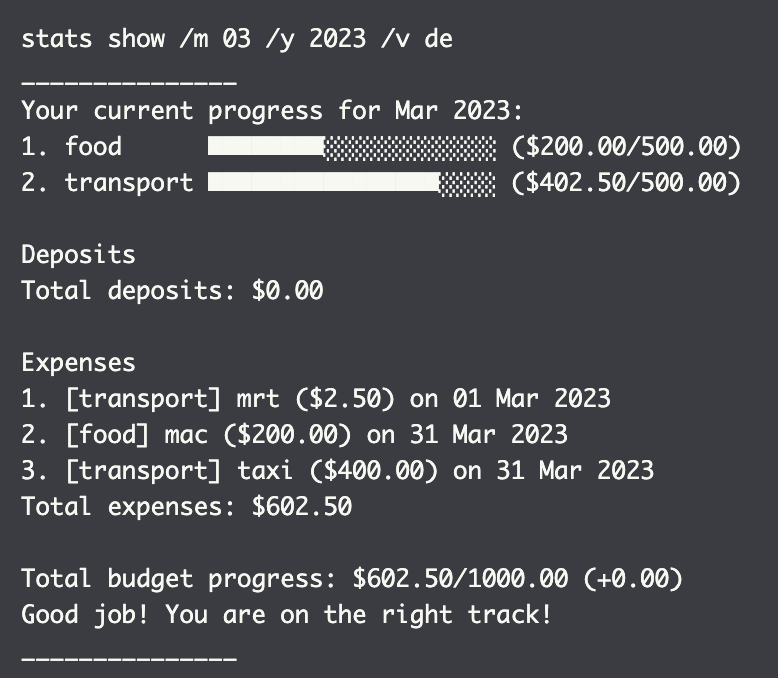 stats show /m 03 /y 2023 /v de
_______________
Your current progress for Mar 2023:
1. food ████████░░░░░░░░░░░░ ($200.00/500.00)
2. transport ████████████████░░░░ ($402.50/500.00)
Deposits
Total deposits: $0.00
Expenses
1. [transport] mrt ($2.50) on 01 Mar 2023
2. [food] mac ($200.00) on 31 Mar 2023
3. [transport] taxi ($400.00) on 31 Mar 2023
Total expenses: $602.50
Total budget progress: $602.50/1000.00 (+0.00)
Good job! You are on the right track!
_______________